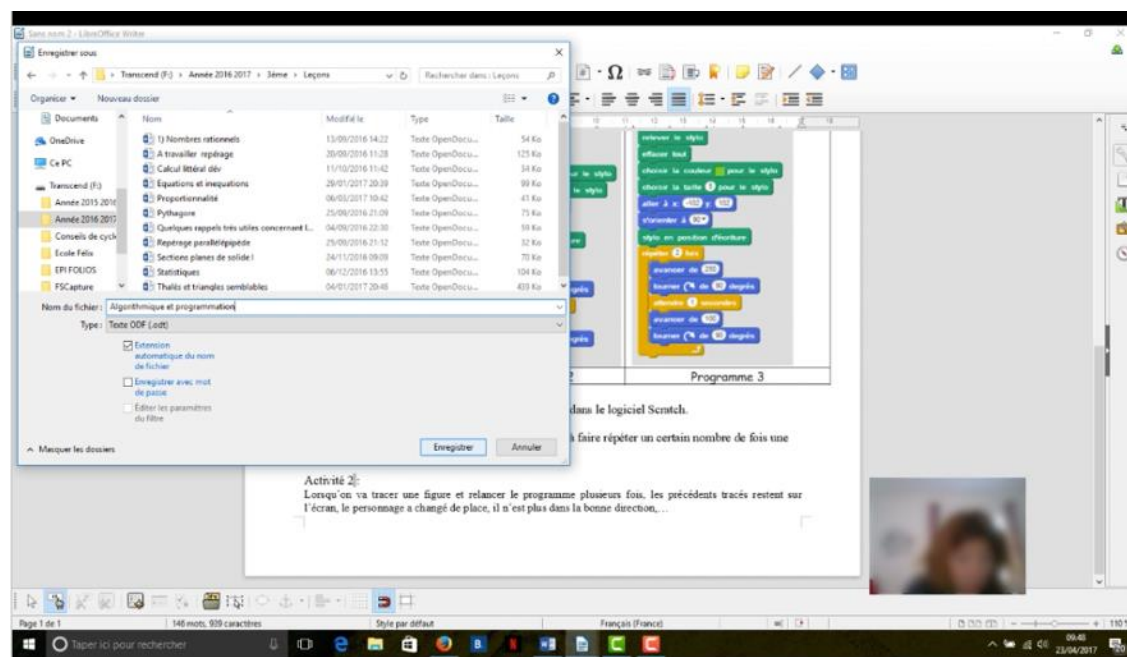 Sans nom 2 - LibreOffice Writer
Enregistrer sous
Transcend (F:) > Année 2016 2017 > 3ème > Leçons
Rechercher dans : Leçons
Organiser
Nouveau dossier
Documents
OneDrive
Ce PC
Transcend (F:)
Année 2015 2016
Année 2016 2017
Conseils de cycle
Ecole Félix
EPI FOLIOS
FSCapture
Nom Modifié le Type Taille
1) Nombres rationnels 13/09/2016 14:22 Texte OpenDocu... 54 Ko
A travailler repérage 20/09/2016 11:28 Texte OpenDocu... 125 Ko
Calcul littéral dév 11/10/2016 11:42 Texte OpenDocu... 54 Ko
Equations et inequations 29/01/2017 20:39 Texte OpenDocu... 99 Ko
Proportionnalité 06/03/2017 10:42 Texte OpenDocu... 41 Ko
Pythagore 25/09/2016 21:09 Texte OpenDocu... 75 Ko
Quelques rappels très utiles concernant l... 04/09/2016 22:30 Texte OpenDocu... 59 Ko
Repérage parallélépipède 25/09/2016 21:12 Texte OpenDocu... 32 Ko
Sections planes de solide I 24/11/2016 09:09 Texte OpenDocu... 70 Ko
Statistiques 06/12/2016 13:55 Texte OpenDocu... 104 Ko
Thalès et triangles semblables 04/01/2017 20:46 Texte OpenDocu... 439 Ko
Nom du fichier : Algorithmique et programmation
Type : Texte ODF (.odt)
Extension
automatique du nom
de fichier
Enregistrer avec mot
de passe
Éditer les paramètres
du filtre
Masquer les dossiers
Enregistrer
Annuler
relever le stylo
effacer tout
choisir la couleur pour le stylo
choisir la taille pour le stylo
aller à x: -102 y: 102
s'orienter à 90
stylo en position d'écriture
répéter 2 fois
avancer de
tourner de 90 degrés
attendre 1 secondes
avancer de 100
tourner de 90 degrés
Programme 3
dans le logiciel Scratch.
à faire répéter un certain nombre de fois une
Activité 2 :
Lorsqu'on va tracer une figure et relancer le programme plusieurs fois, les précédents tracés restent sur
l'écran, le personnage a changé de place, il n'est plus dans la bonne direction,…
Page 1 de 1
146 mots, 939 caractères
Style par défaut
Français (France)
110 %
Taper ici pour rechercher
09:48
23/04/2017